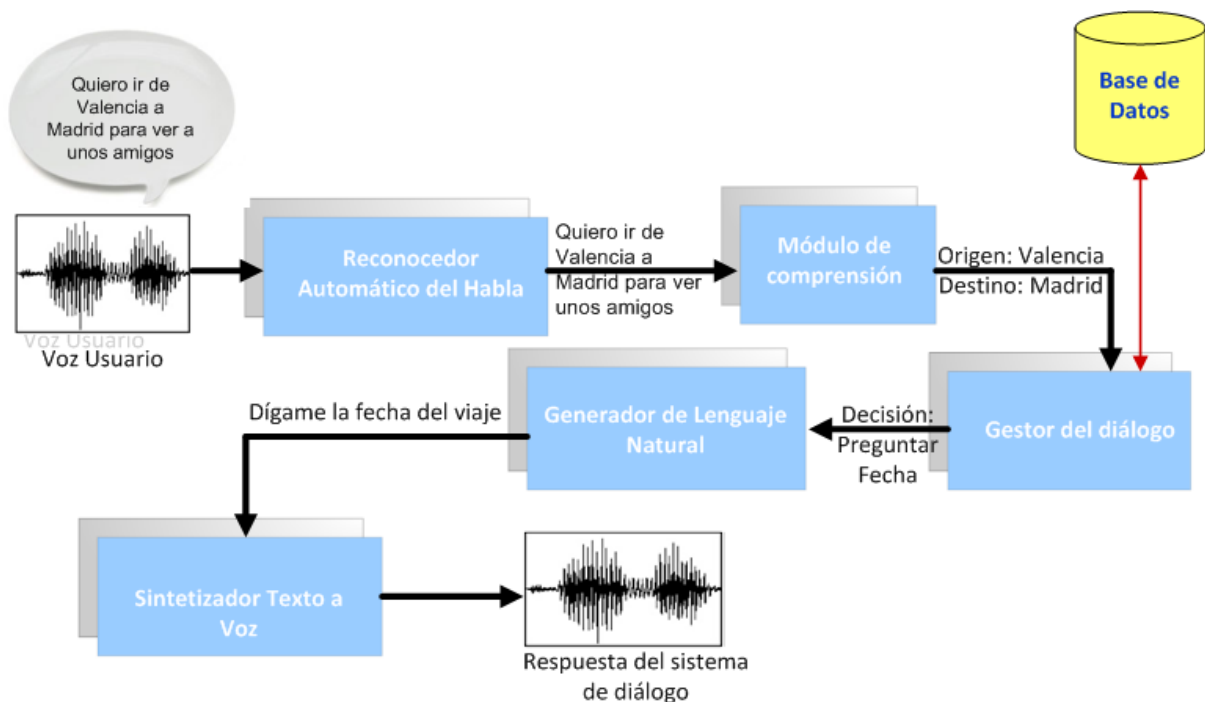 Quiero ir de
Valencia a
Madrid para ver a
unos amigos
Base de
Datos
Voz Usuario
Voz Usuario
Reconocedor
Automático del Habla
Quiero ir de
Valencia a
Madrid para ver
unos amigos
Módulo de
comprensión
Origen: Valencia
Destino: Madrid
Gestor del diálogo
Decisión:
Preguntar
Fecha
Generador de Lenguaje
Natural
Dígame la fecha del viaje
Sintetizador Texto a
Voz
Respuesta del sistema
de diálogo